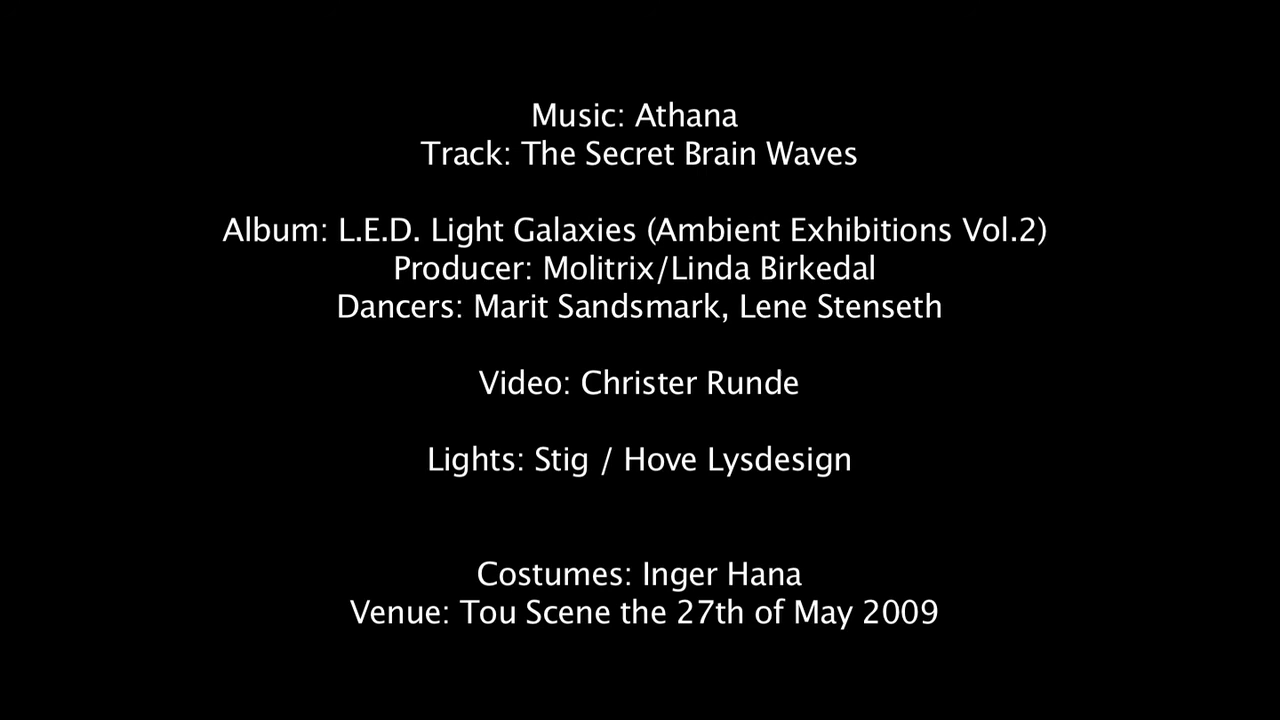 Music: Athana
Track: The Secret Brain Waves
Album: L.E.D. Light Galaxies (Ambient Exhibitions Vol.2)
Producer: Molitrix/Linda Birkedal
Dancers: Marit Sandsmark, Lene Stenseth
Video: Christer Runde
Lights: Stig / Hove Lysdesign
Costumes: Inger Hana
Venue: Tou Scene the 27th of May 2009